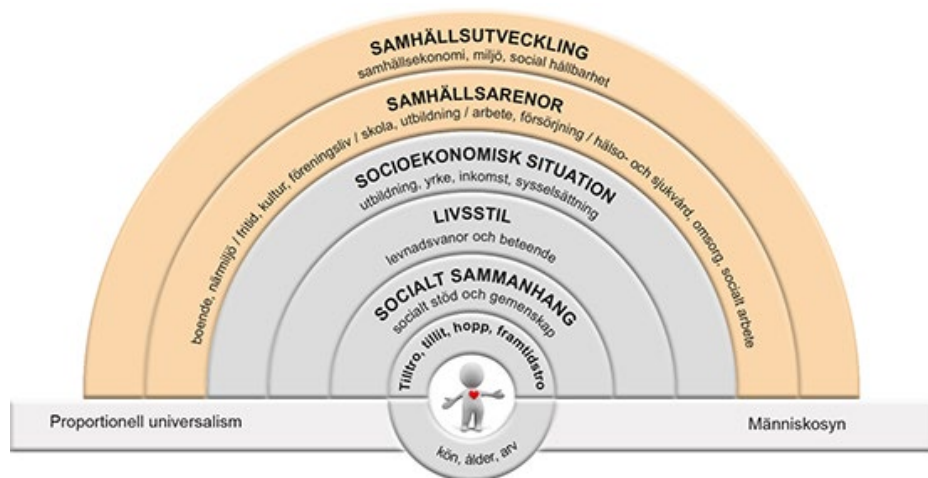 SAMHÄLLSUTVECKLING
samhällsekonomi, miljö, social hållbarhet
SAMHÄLLSARENOR
boende, närmiljö / fritid, kultur, föreningsliv / skola, utbildning / arbete, försörjning / hälso- och sjukvård, omsorg, socialt arbete
SOCIOEKONOMISK SITUATION
utbildning, yrke, inkomst, sysselsättning
LIVSSTIL
levnadsvanor och beteende
SOCIALT SAMMANHANG
socialt stöd och gemenskap
Tilltro, tillit, hopp, framtidstro
Proportionell universalism
Människosyn
kön, ålder, arv